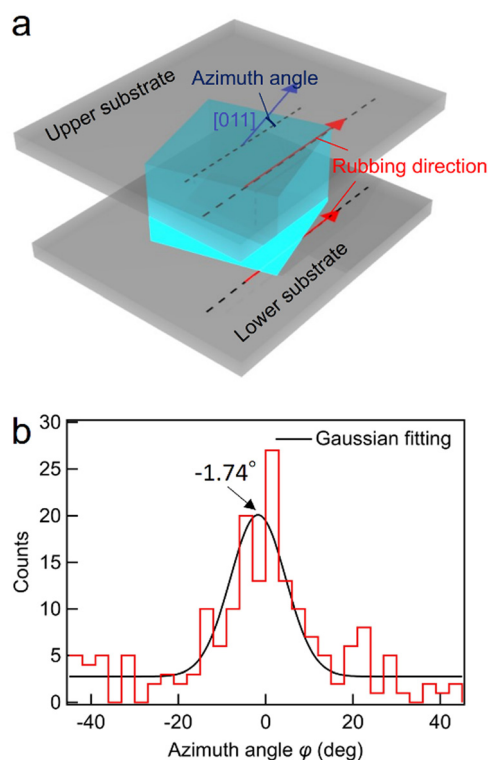 a
Upper substrate
Azimuth angle
[011]
Rubbing direction
Lower substrate
b
30
25
20
15
10
5
0
Counts
Gaussian fitting
-1.74°
-40
-20
0
20
40
Azimuth angle φ (deg)